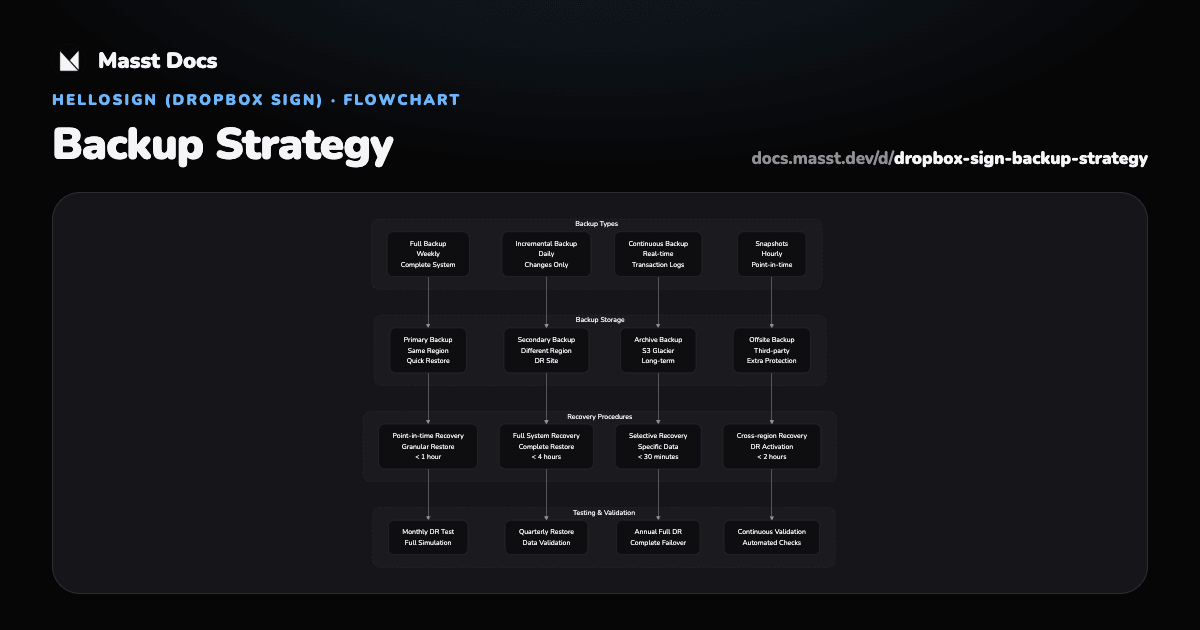 Masst Docs
HELLOSIGN (DROPBOX SIGN) · FLOWCHART
Backup Strategy
docs.masst.dev/d/dropbox-sign-backup-strategy
Backup Types
Full Backup
Weekly
Complete System
Incremental Backup
Daily
Changes Only
Continuous Backup
Real-time
Transaction Logs
Snapshots
Hourly
Point-in-time
Backup Storage
Primary Backup
Same Region
Quick Restore
Secondary Backup
Different Region
DR Site
Archive Backup
S3 Glacier
Long-term
Offsite Backup
Third-party
Extra Protection
Recovery Procedures
Point-in-time Recovery
Granular Restore
< 1 hour
Full System Recovery
Complete Restore
< 4 hours
Selective Recovery
Specific Data
< 30 minutes
Cross-region Recovery
DR Activation
< 2 hours
Testing & Validation
Monthly DR Test
Full Simulation
Quarterly Restore
Data Validation
Annual Full DR
Complete Failover
Continuous Validation
Automated Checks